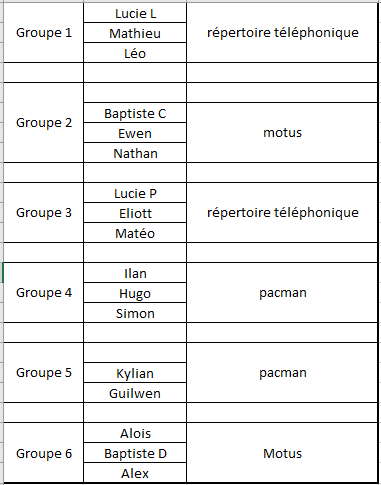 Groupe 1
Lucie L
Mathieu
Léo
répertoire téléphonique
Groupe 2
Baptiste C
Ewen
Nathan
motus
Groupe 3
Lucie P
Eliott
Matéo
répertoire téléphonique
Groupe 4
Ilan
Hugo
Simon
pacman
Groupe 5
Kylian
Guilwen
pacman
Groupe 6
Alois
Baptiste D
Alex
Motus